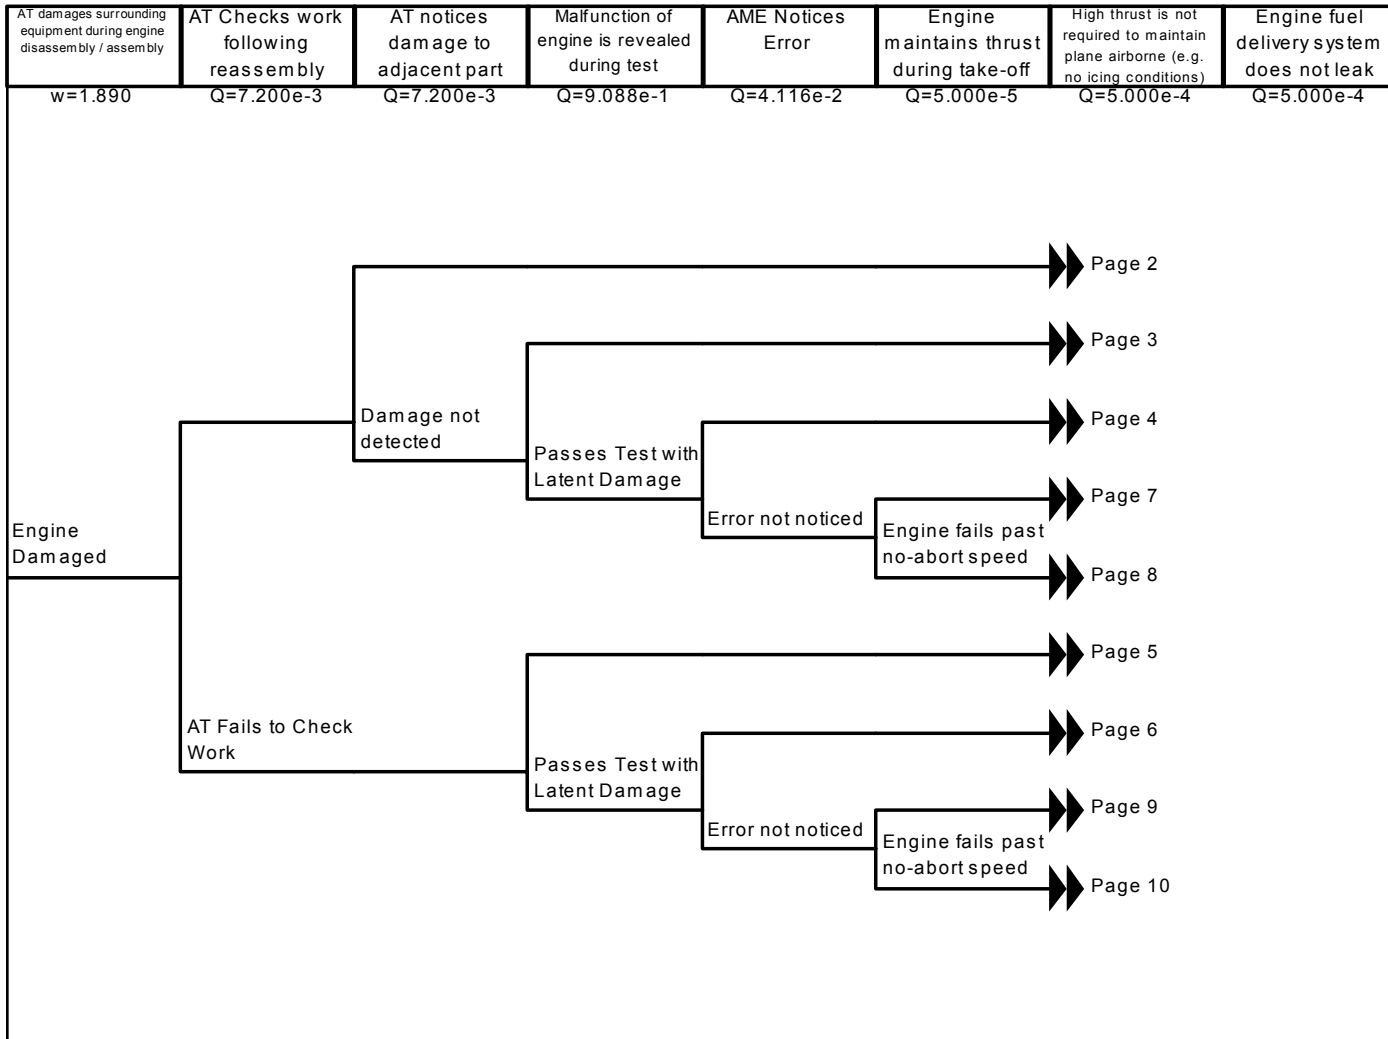 AT damages surrounding
equipment during engine
disassembly / assembly
AT Checks work
following
reassembly
AT notices
damage to
adjacent part
Malfunction of
engine is revealed
during test
AME Notices
Error
Engine
maintains thrust
during take-off
High thrust is not
required to maintain
plane airborne (e.g.
no icing conditions)
Engine fuel
delivery system
does not leak
w=1.890
Q=7.200e-3
Q=7.200e-3
Q=9.088e-1
Q=4.116e-2
Q=5.000e-5
Q=5.000e-4
Q=5.000e-4
Page 2
Page 3
Damage not
detected
Page 4
Passes Test with
Latent Damage
Page 7
Error not noticed
Engine fails past
no-abort speed
Engine
Damaged
Page 8
Page 5
AT Fails to Check
Work
Page 6
Passes Test with
Latent Damage
Page 9
Error not noticed
Engine fails past
no-abort speed
Page 10